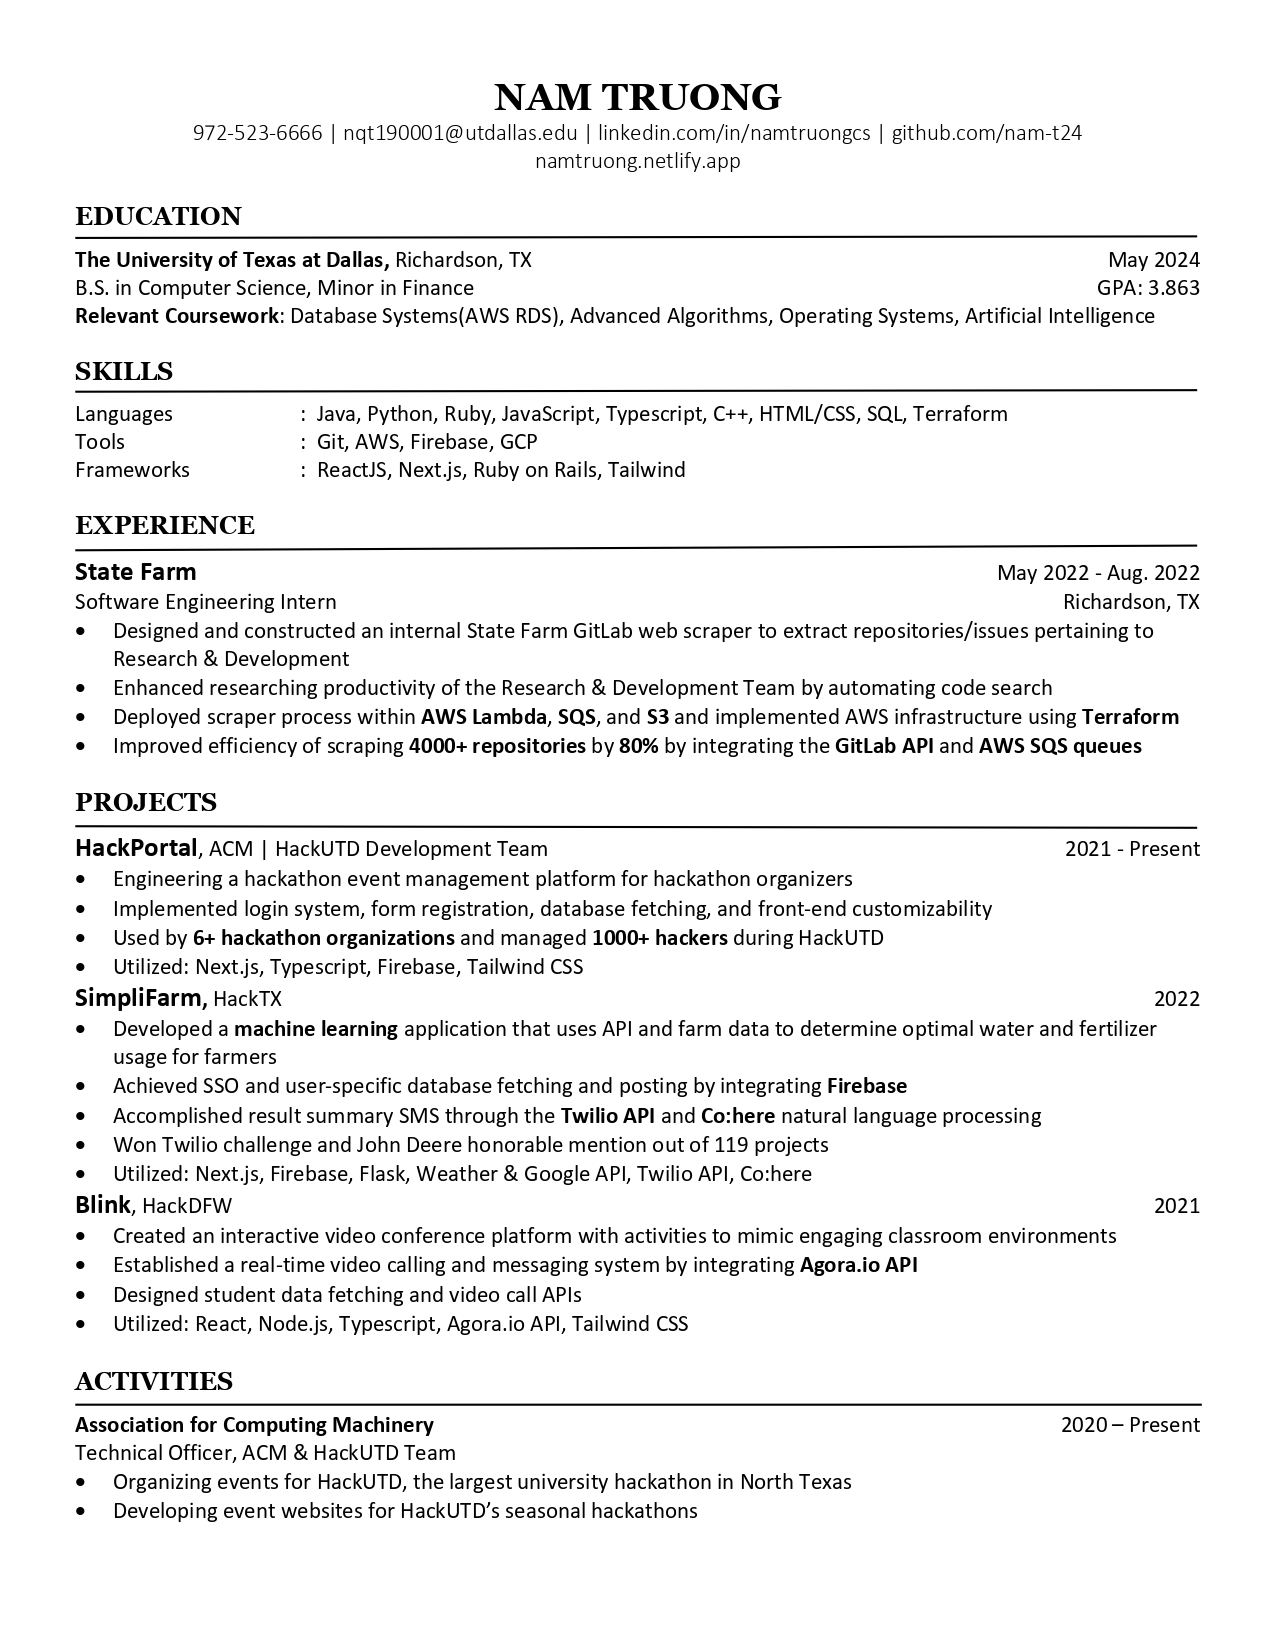 NAM TRUONG
972-523-6666 | nqt190001@utdallas.edu | linkedin.com/in/namtruongcs | github.com/nam-t24
namtruong.netlify.app
EDUCATION
The University of Texas at Dallas, Richardson, TX May 2024
B.S. in Computer Science, Minor in Finance GPA: 3.863
Relevant Coursework: Database Systems(AWS RDS), Advanced Algorithms, Operating Systems, Artificial Intelligence
SKILLS
Languages : Java, Python, Ruby, JavaScript, Typescript, C++, HTML/CSS, SQL, Terraform
Tools : Git, AWS, Firebase, GCP
Frameworks : ReactJS, Next.js, Ruby on Rails, Tailwind
EXPERIENCE
State Farm May 2022 - Aug. 2022
Software Engineering Intern Richardson, TX
• Designed and constructed an internal State Farm GitLab web scraper to extract repositories/issues pertaining to
Research & Development
• Enhanced researching productivity of the Research & Development Team by automating code search
• Deployed scraper process within AWS Lambda, SQS, and S3 and implemented AWS infrastructure using Terraform
• Improved efficiency of scraping 4000+ repositories by 80% by integrating the GitLab API and AWS SQS queues
PROJECTS
HackPortal, ACM | HackUTD Development Team 2021 - Present
• Engineering a hackathon event management platform for hackathon organizers
• Implemented login system, form registration, database fetching, and front-end customizability
• Used by 6+ hackathon organizations and managed 1000+ hackers during HackUTD
• Utilized: Next.js, Typescript, Firebase, Tailwind CSS
SimpliFarm, HackTX 2022
• Developed a machine learning application that uses API and farm data to determine optimal water and fertilizer
usage for farmers
• Achieved SSO and user-specific database fetching and posting by integrating Firebase
• Accomplished result summary SMS through the Twilio API and Co:here natural language processing
• Won Twilio challenge and John Deere honorable mention out of 119 projects
• Utilized: Next.js, Firebase, Flask, Weather & Google API, Twilio API, Co:here
Blink, HackDFW 2021
• Created an interactive video conference platform with activities to mimic engaging classroom environments
• Established a real-time video calling and messaging system by integrating Agora.io API
• Designed student data fetching and video call APIs
• Utilized: React, Node.js, Typescript, Agora.io API, Tailwind CSS
ACTIVITIES
Association for Computing Machinery 2020 – Present
Technical Officer, ACM & HackUTD Team
• Organizing events for HackUTD, the largest university hackathon in North Texas
• Developing event websites for HackUTD’s seasonal hackathons